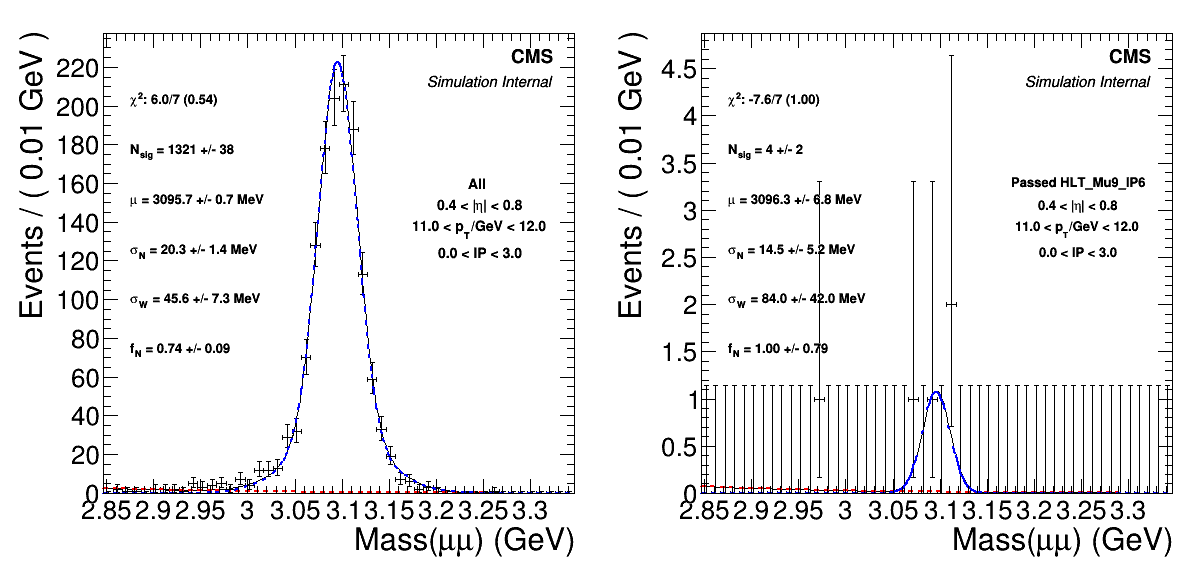 CMS
Simulation Internal
χ²: 6.0/7 (0.54)
N_sig = 1321 +/- 38
μ = 3095.7 +/- 0.7 MeV
σ_N = 20.3 +/- 1.4 MeV
σ_W = 45.6 +/- 7.3 MeV
f_N = 0.74 +/- 0.09
All
0.4 < |η| < 0.8
11.0 < p_T/GeV < 12.0
0.0 < IP < 3.0
Events / ( 0.01 GeV )
220
200
180
160
140
120
100
80
60
40
20
0
2.85 2.9 2.95 3 3.05 3.1 3.15 3.2 3.25 3.3
Mass(μμ) (GeV)
CMS
Simulation Internal
χ²: -7.6/7 (1.00)
N_sig = 4 +/- 2
μ = 3096.3 +/- 6.8 MeV
σ_N = 14.5 +/- 5.2 MeV
σ_W = 84.0 +/- 42.0 MeV
f_N = 1.00 +/- 0.79
Passed HLT_Mu9_IP6
0.4 < |η| < 0.8
11.0 < p_T/GeV < 12.0
0.0 < IP < 3.0
Events / ( 0.01 GeV )
4.5
4
3.5
3
2.5
2
1.5
1
0.5
0
2.85 2.9 2.95 3 3.05 3.1 3.15 3.2 3.25 3.3
Mass(μμ) (GeV)